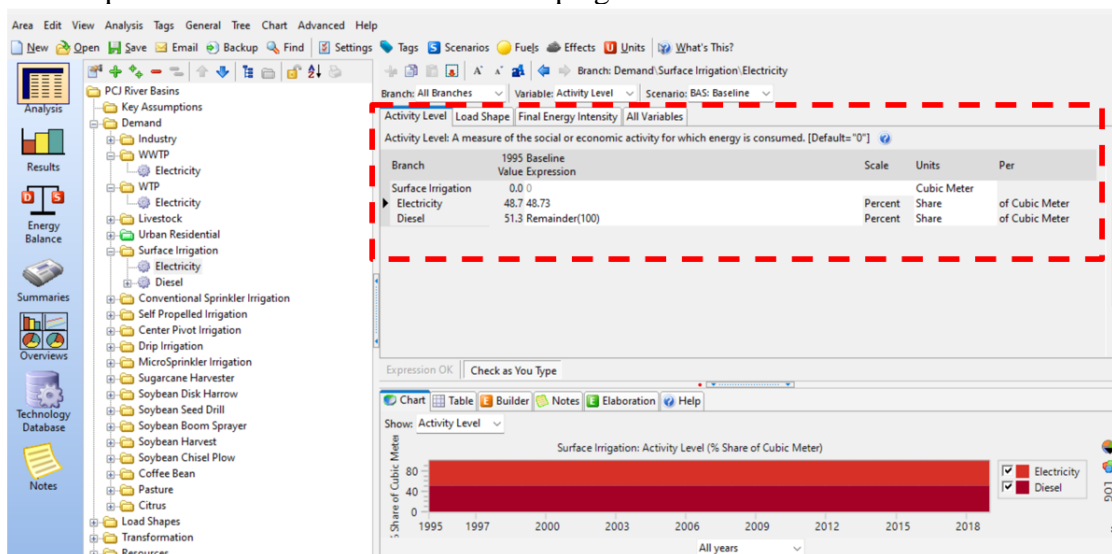 Area Edit View Analysis Tags General Tree Chart Advanced Help
New Open Save Email Backup Find Settings Tags Scenarios Fuels Effects Units What's This?
Branch: Demand\Surface Irrigation\Electricity
Branch: All Branches Variable: Activity Level Scenario: BAS: Baseline
Analysis
Results
Energy
Balance
Summaries
Overviews
Technology
Database
Notes
PCJ River Basins
Key Assumptions
Demand
Industry
WWTP
Electricity
WTP
Electricity
Livestock
Urban Residential
Surface Irrigation
Electricity
Diesel
Conventional Sprinkler Irrigation
Self Propelled Irrigation
Center Pivot Irrigation
Drip Irrigation
MicroSprinkler Irrigation
Sugarcane Harvester
Soybean Disk Harrow
Soybean Seed Drill
Soybean Boom Sprayer
Soybean Harvest
Soybean Chisel Plow
Coffee Bean
Pasture
Citrus
Load Shapes
Transformation
Resources
Activity Level Load Shape Final Energy Intensity All Variables
Activity Level: A measure of the social or economic activity for which energy is consumed. [Default="0"]
Branch 1995 Value Baseline Expression Scale Units Per
Surface Irrigation 0.0 0 Cubic Meter
Electricity 48.7 48.73 Percent Share of Cubic Meter
Diesel 51.3 Remainder(100) Percent Share of Cubic Meter
Expression OK Check as You Type
Chart Table Builder Notes Elaboration Help
Show: Activity Level
Surface Irrigation: Activity Level (% Share of Cubic Meter)
% Share of Cubic Meter
80
40
0
1995 1997 2000 2003 2006 2009 2012 2015 2018
Electricity
Diesel
LOG
All years